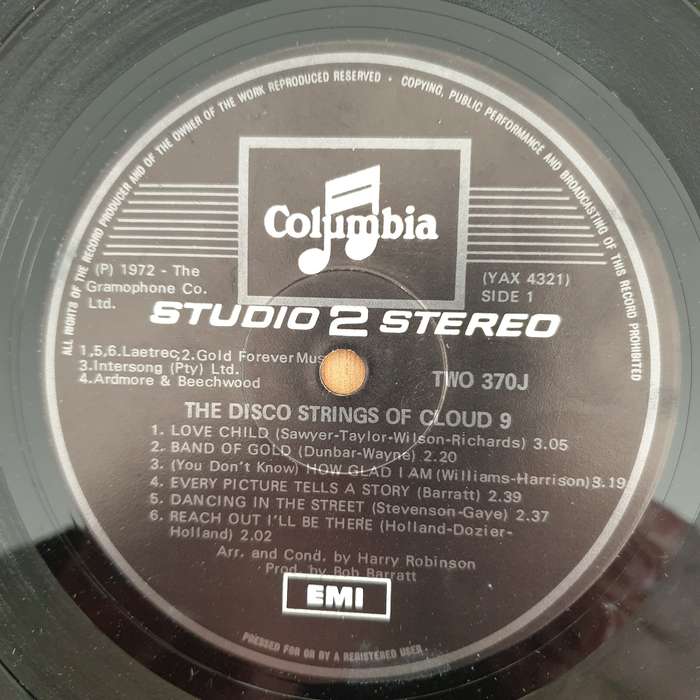 ALL RIGHTS OF THE RECORD PRODUCER AND OF THE OWNER OF THE WORK REPRODUCED RESERVED • COPYING, PUBLIC PERFORMANCE AND BROADCASTING OF THIS RECORD PROHIBITED
Columbia
(P) 1972 - The
Gramophone Co.
Ltd.
(YAX 4321)
SIDE 1
STUDIO 2 STEREO
1,5,6.Laetrec;2.Gold Forever Mus
3.Intersong (Pty) Ltd.
4.Ardmore & Beechwood
TWO 370J
THE DISCO STRINGS OF CLOUD 9
1. LOVE CHILD (Sawyer-Taylor-Wilson-Richards) 3.05
2. BAND OF GOLD (Dunbar-Wayne) 2.20
3. (You Don't Know) HOW GLAD I AM (Williams-Harrison) 3.19
4. EVERY PICTURE TELLS A STORY (Barratt) 2.39
5. DANCING IN THE STREET (Stevenson-Gaye) 2.37
6. REACH OUT I'LL BE THERE (Holland-Dozier-
Holland) 2.02
Arr. and Cond. by Harry Robinson
Prod. by Bob Barratt
EMI
PRESSED FOR OR BY A REGISTERED USER